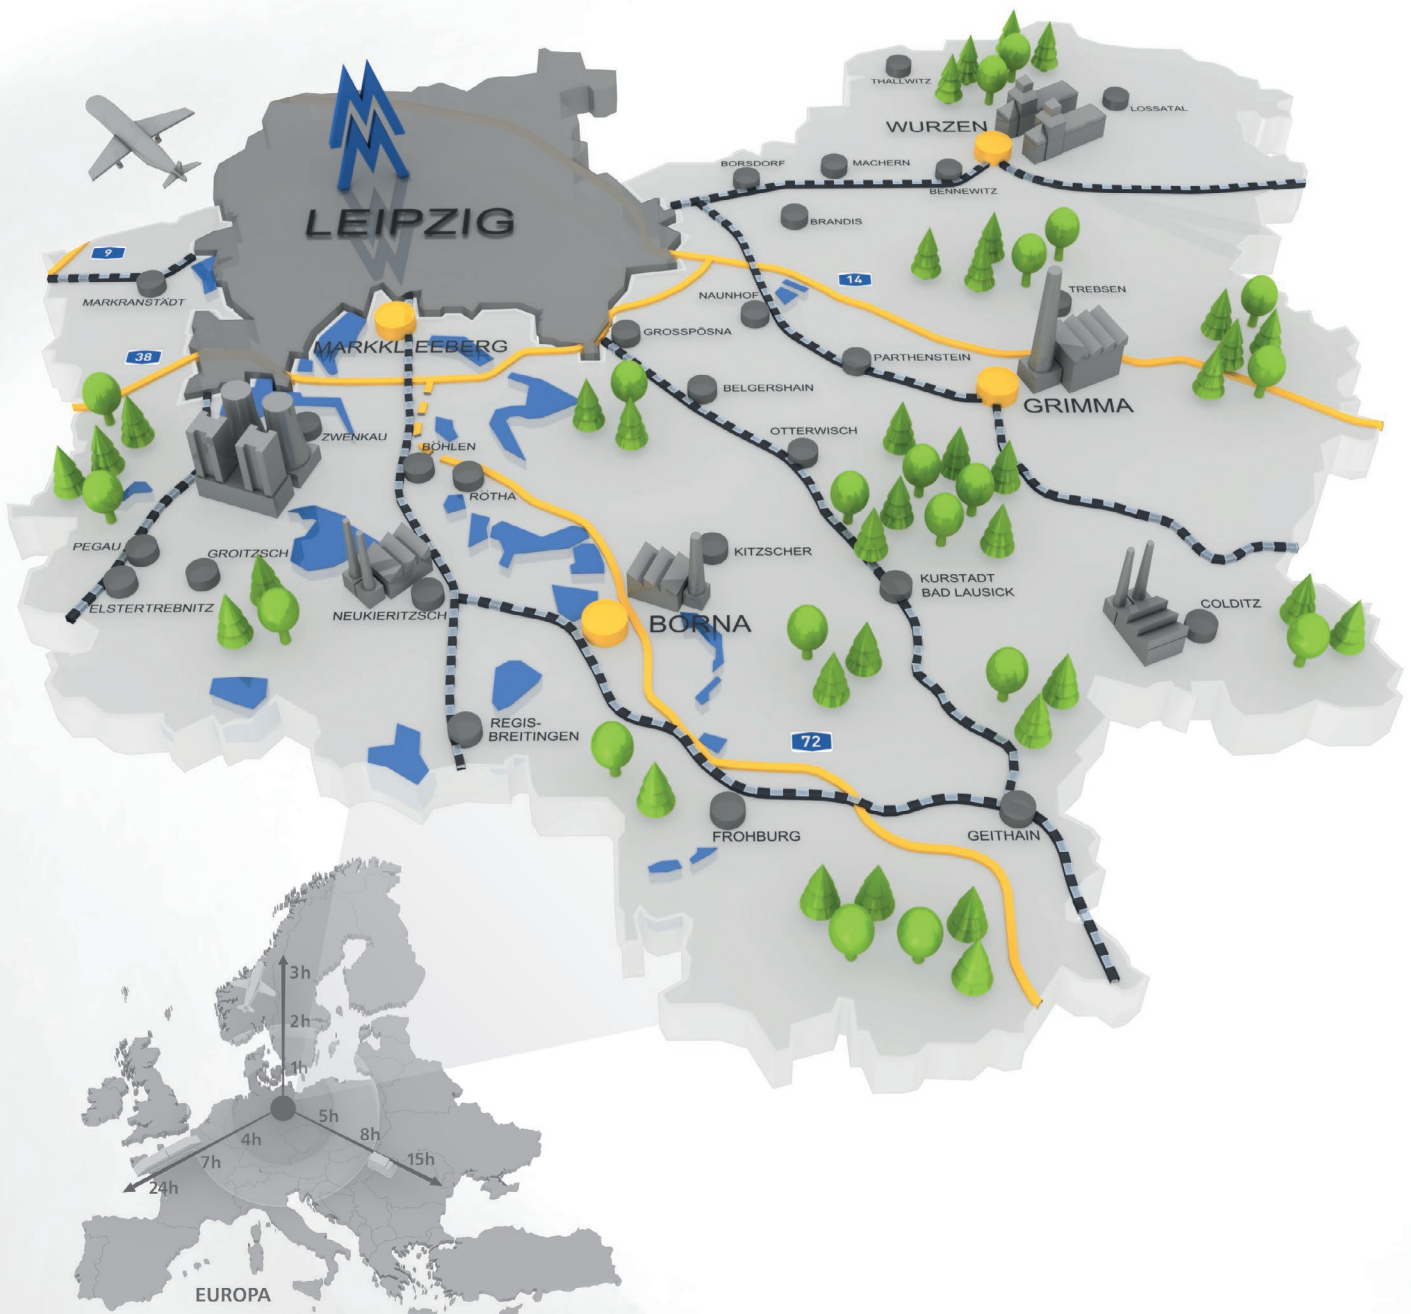 THALLWITZ
LOSSATAL
WURZEN
BORSDORF
MACHERN
BENNEWITZ
BRANDIS
LEIPZIG
9
MARKRANSTÄDT
14
TREBSEN
NAUNHOF
GROSSPÖSNA
MARKKLEEBERG
38
PARTHENSTEIN
BELGERSHAIN
GRIMMA
OTTERWISCH
ZWENKAU
BÖHLEN
RÖTHA
PEGAU
GROITZSCH
KITZSCHER
KURSTADT
BAD LAUSICK
ELSTERTREBNITZ
NEUKIERITZSCH
BORNA
COLDITZ
REGIS-
BREITINGEN
72
FROHBURG
GEITHAIN
3h
2h
1h
5h
4h
8h
7h
15h
24h
EUROPA